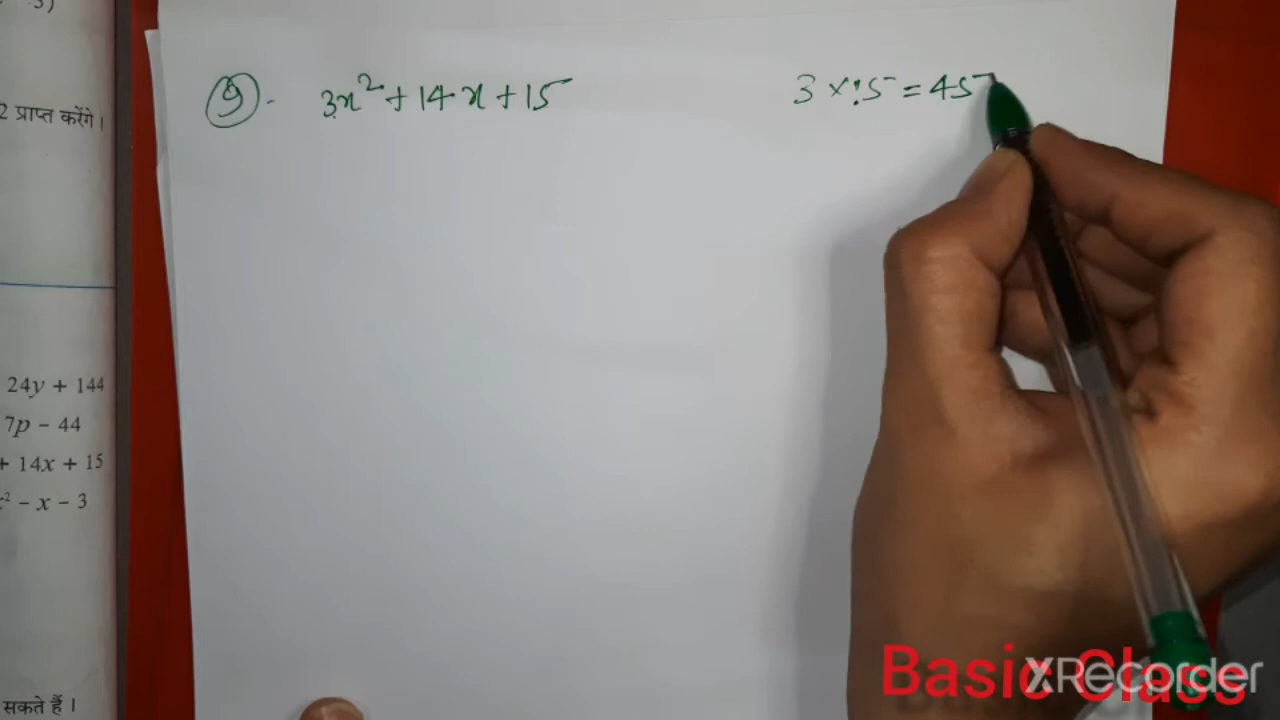 2 प्राप्त करेंगे ।
24y + 144
7p - 44
+ 14x + 15
² - x - 3
सकते हैं ।
9. 3x² + 14x + 15
3 × 15 = 45
Basic Class
XRecorder